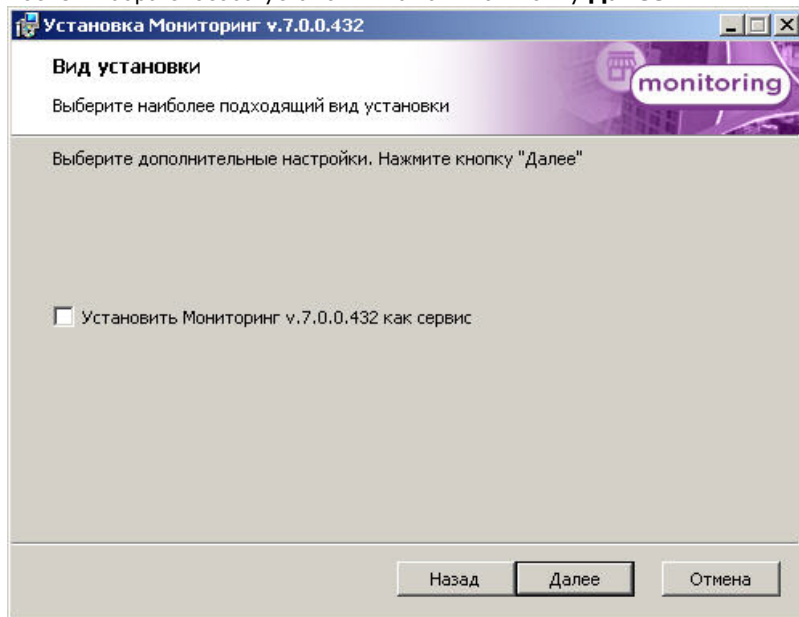 Установка Мониторинг v.7.0.0.432
Вид установки
Выберите наиболее подходящий вид установки
monitoring
Выберите дополнительные настройки. Нажмите кнопку "Далее"
Установить Мониторинг v.7.0.0.432 как сервис
Назад Далее Отмена